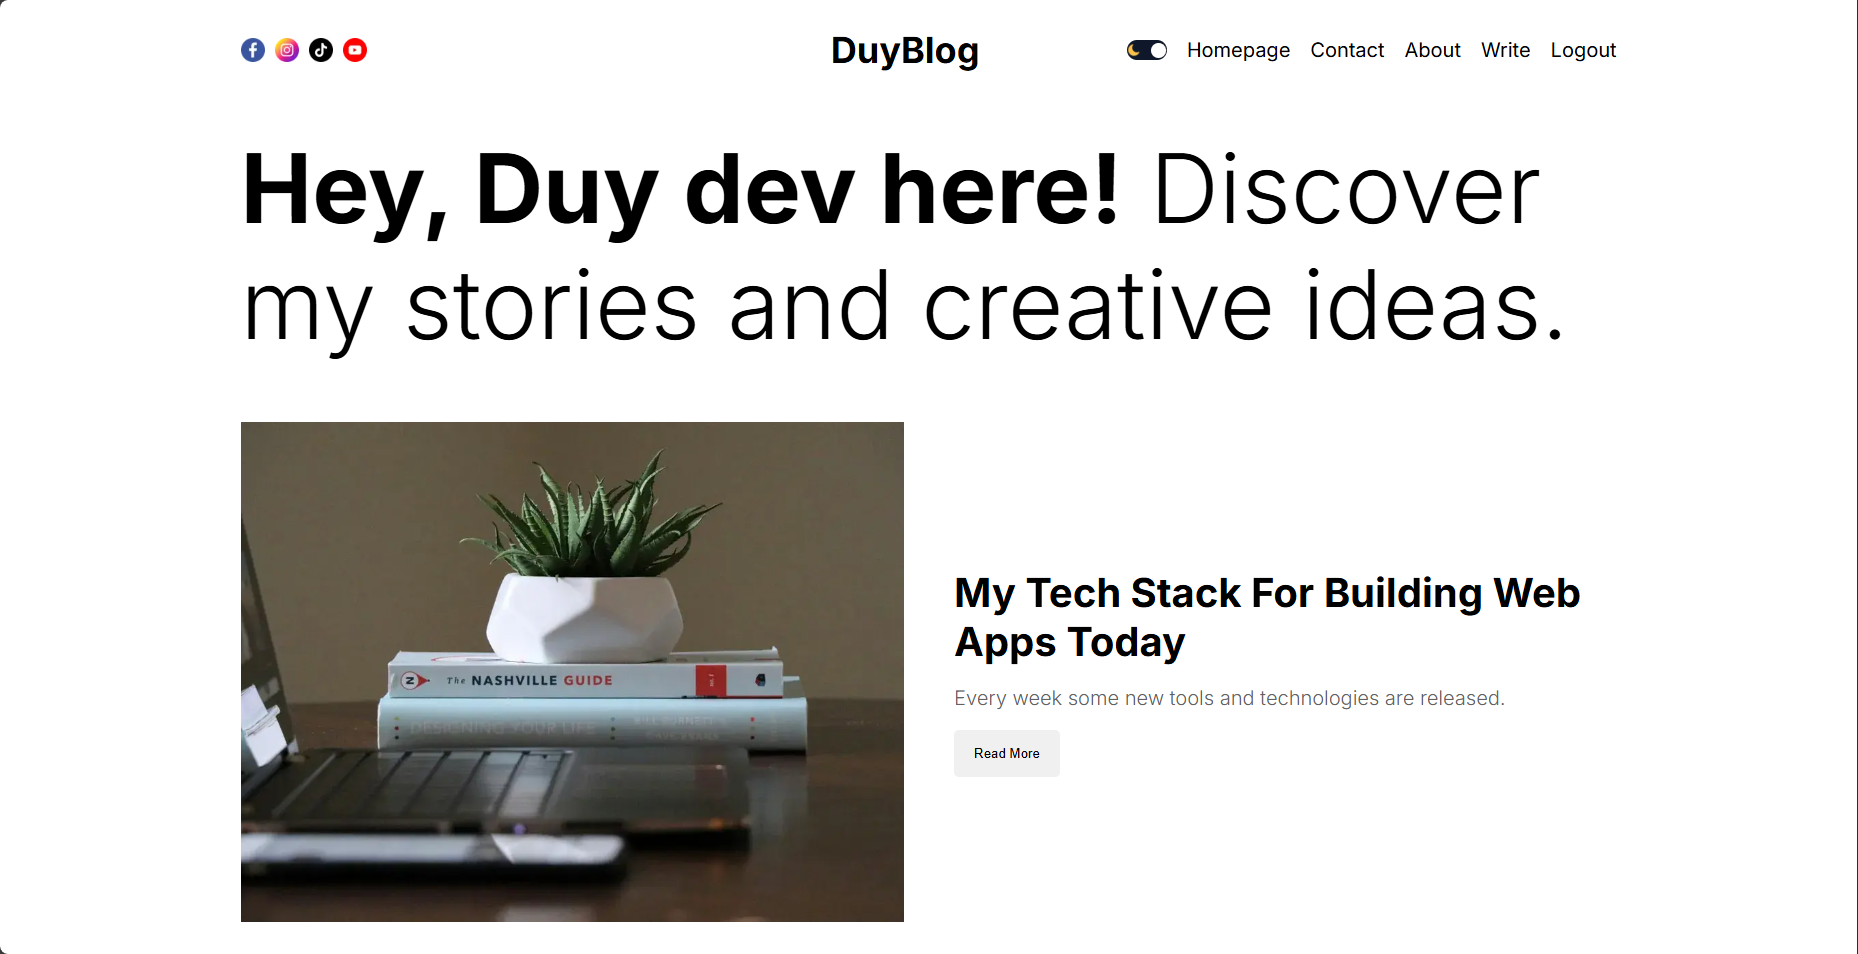 DuyBlog
Homepage Contact About Write Logout
Hey, Duy dev here! Discover
my stories and creative ideas.
The NASHVILLE GUIDE
DESIGNING YOUR LIFE
My Tech Stack For Building Web
Apps Today
Every week some new tools and technologies are released.
Read More